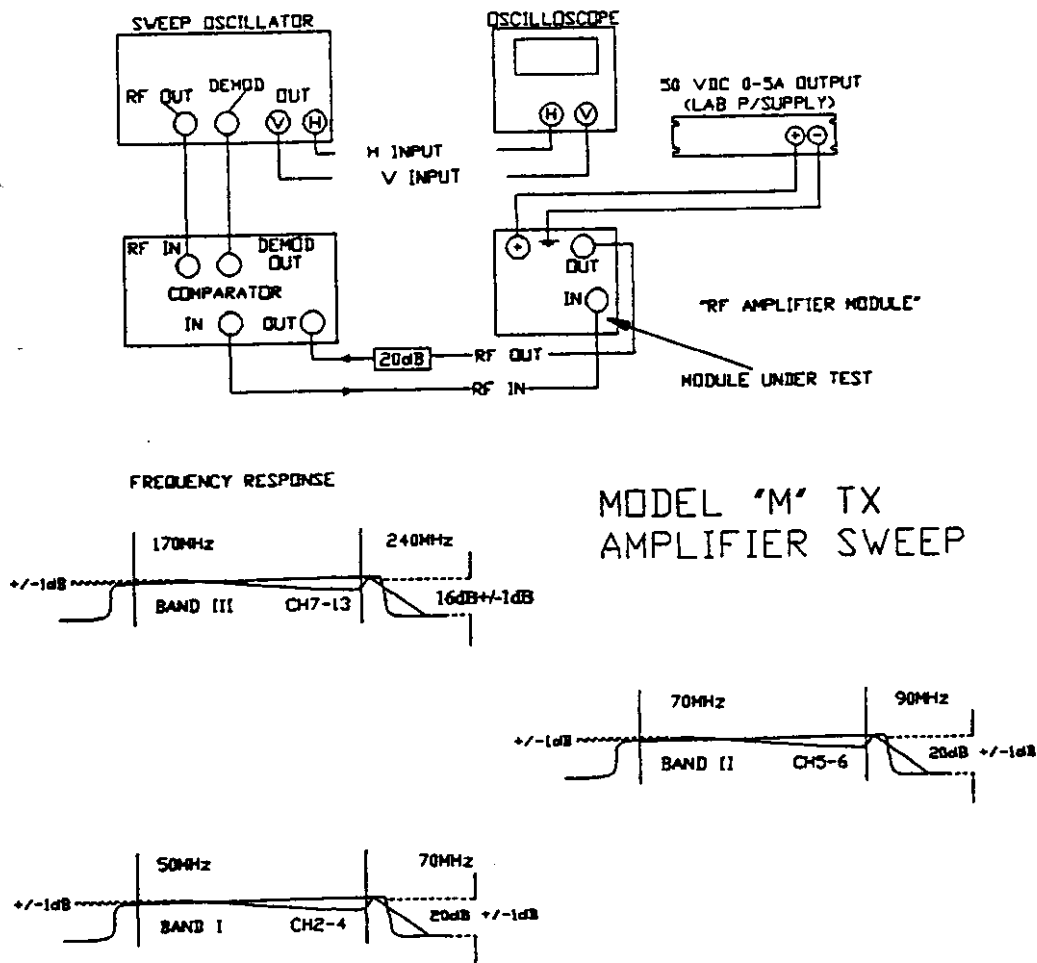 SWEEP OSCILLATOR
RF OUT
DEMOD
OUT
V
H
OSCILLOSCOPE
H
V
50 VDC 0-5A OUTPUT
(LAB P/SUPPLY)
+
-
H INPUT
V INPUT
RF IN
DEMOD
OUT
COMPARATOR
IN
OUT
+
OUT
IN
"RF AMPLIFIER MODULE"
20dB
RF OUT
RF IN
MODULE UNDER TEST
FREQUENCY RESPONSE
MODEL "M" TX
AMPLIFIER SWEEP
170MHz
240MHz
+/-1dB
BAND III
CH7-13
16dB+/-1dB
70MHz
90MHz
+/-1dB
BAND II
CH5-6
20dB +/-1dB
50MHz
70MHz
+/-1dB
BAND I
CH2-4
20dB +/-1dB